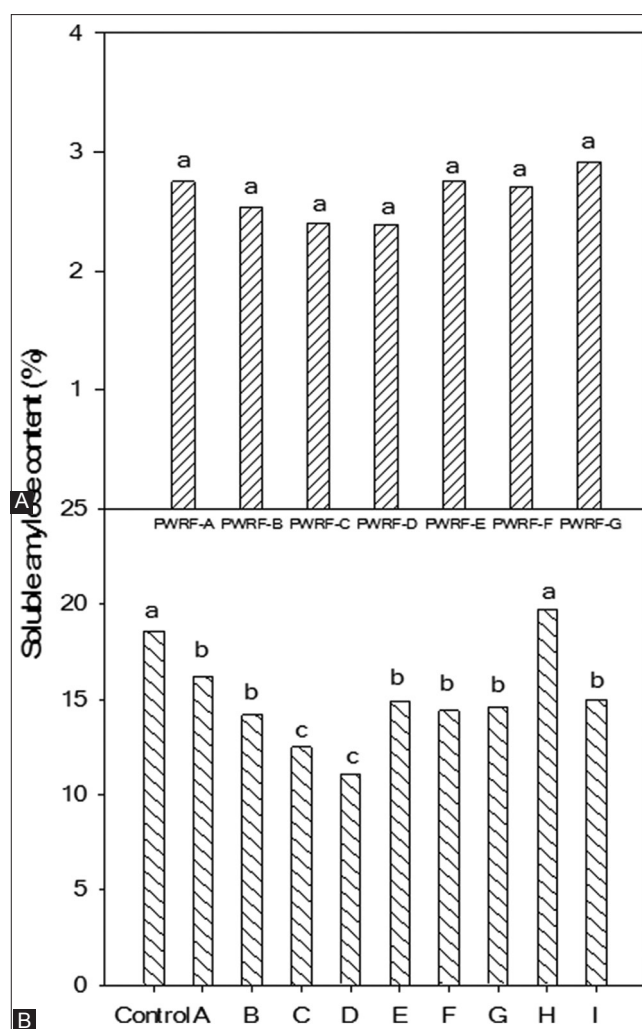 4
3
2
1
a a a a a a a
A
25
PWRF-A PWRF-B PWRF-C PWRF-D PWRF-E PWRF-F PWRF-G
Soluble amylose content (%)
20
15
10
5
0
a b b c c b b b a b
B
Control A B C D E F G H I